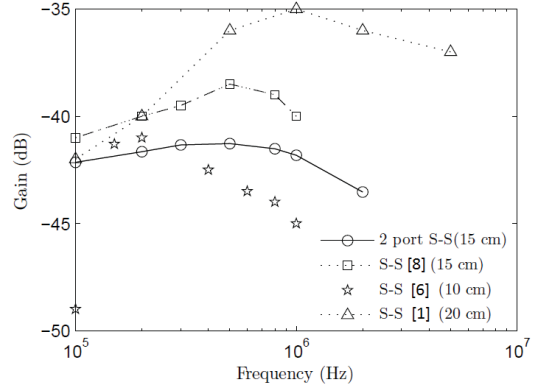 −35
−40
−45
−50
Gain (dB)
10^5
10^6
10^7
Frequency (Hz)
2 port S-S(15 cm)
S-S [8] (15 cm)
S-S [6] (10 cm)
S-S [1] (20 cm)